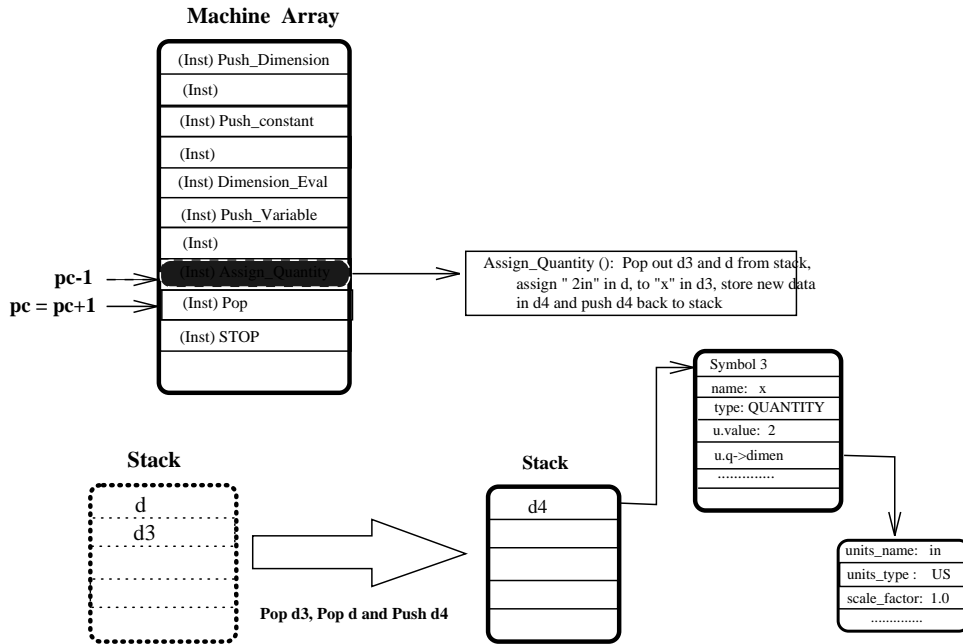 Machine Array
(Inst) Push_Dimension
(Inst)
(Inst) Push_constant
(Inst)
(Inst) Dimension_Eval
(Inst) Push_Variable
(Inst)
(Inst) Assign_Quantity
(Inst) Pop
(Inst) STOP
pc-1
pc = pc+1
Assign_Quantity (): Pop out d3 and d from stack,
assign " 2in" in d, to "x" in d3, store new data
in d4 and push d4 back to stack
Symbol 3
name: x
type: QUANTITY
u.value: 2
u.q->dimen
..............
Stack
d
d3
Pop d3, Pop d and Push d4
Stack
d4
units_name: in
units_type : US
scale_factor: 1.0
..............